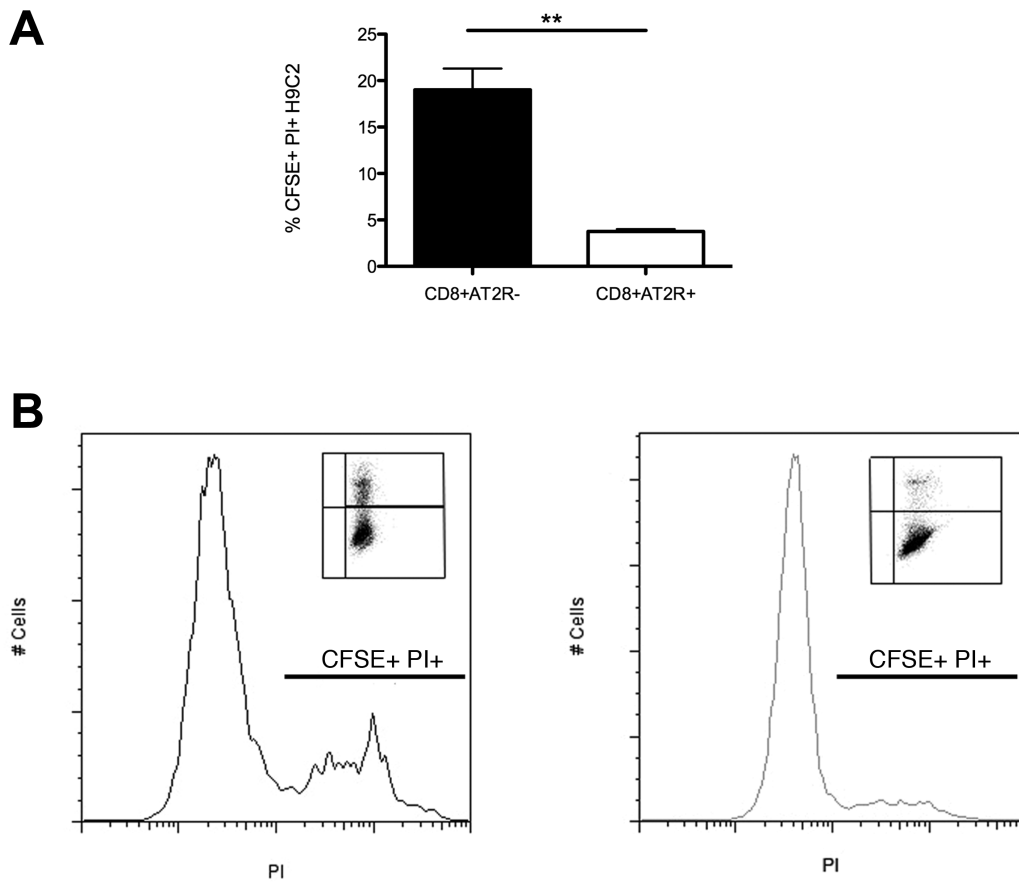 A
**
% CFSE+ PI+ H9C2
25
20
15
10
5
0
CD8+AT2R-
CD8+AT2R+
B
# Cells
CFSE+ PI+
PI
# Cells
CFSE+ PI+
PI